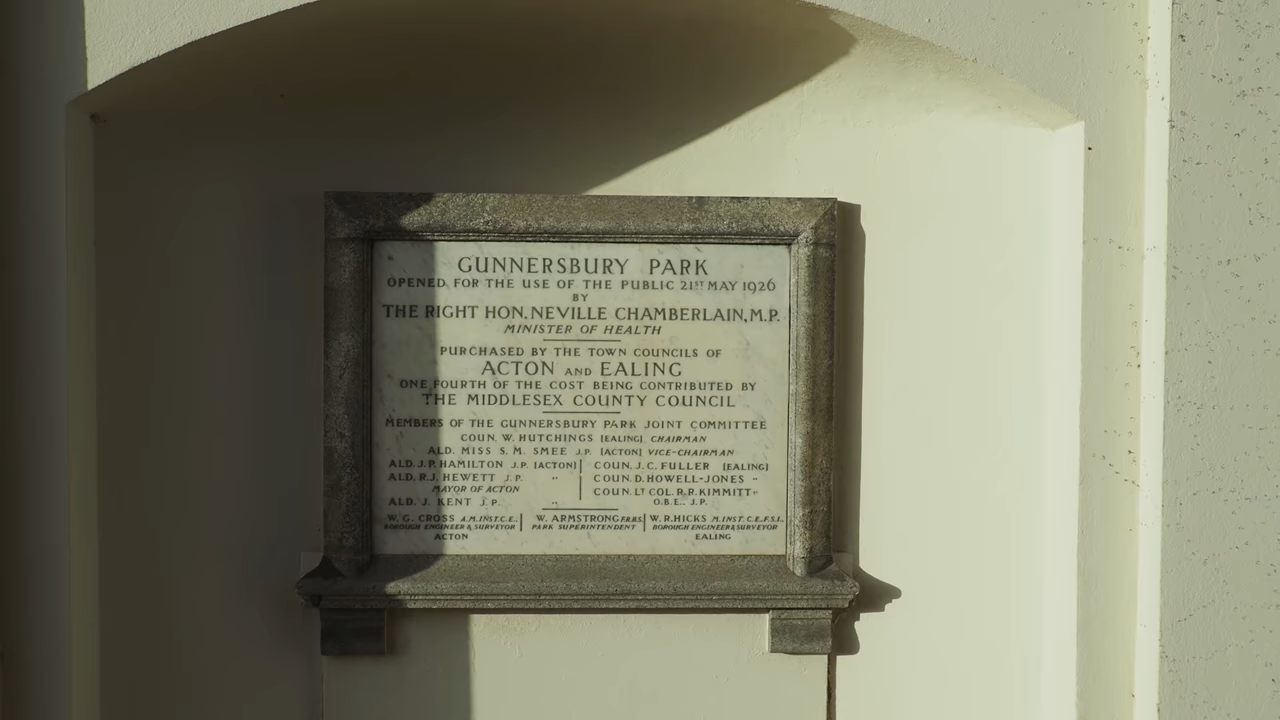 GUNNERSBURY PARK
OPENED FOR THE USE OF THE PUBLIC 21ST MAY 1926
BY
THE RIGHT HON. NEVILLE CHAMBERLAIN, M.P.
MINISTER OF HEALTH
PURCHASED BY THE TOWN COUNCILS OF
ACTON AND EALING
ONE FOURTH OF THE COST BEING CONTRIBUTED BY
THE MIDDLESEX COUNTY COUNCIL
MEMBERS OF THE GUNNERSBURY PARK JOINT COMMITTEE
COUN. W. HUTCHINGS [EALING] CHAIRMAN
ALD. MISS S. M. SMEE J.P. [ACTON] VICE-CHAIRMAN
ALD. J. P. HAMILTON J.P. [ACTON]
ALD. R. J. HEWETT J.P. "
MAYOR OF ACTON
ALD. J. KENT J.P. "
COUN. J. C. FULLER [EALING]
COUN. D. HOWELL-JONES "
COUN. LT COL. R. R. KIMMITT "
O.B.E., J.P.
W. G. CROSS A.M.INST.C.E.,
BOROUGH ENGINEER & SURVEYOR
ACTON
W. ARMSTRONG F.R.B.S.
PARK SUPERINTENDENT
W. R. HICKS M.INST.C.E., F.S.I.,
BOROUGH ENGINEER & SURVEYOR
EALING